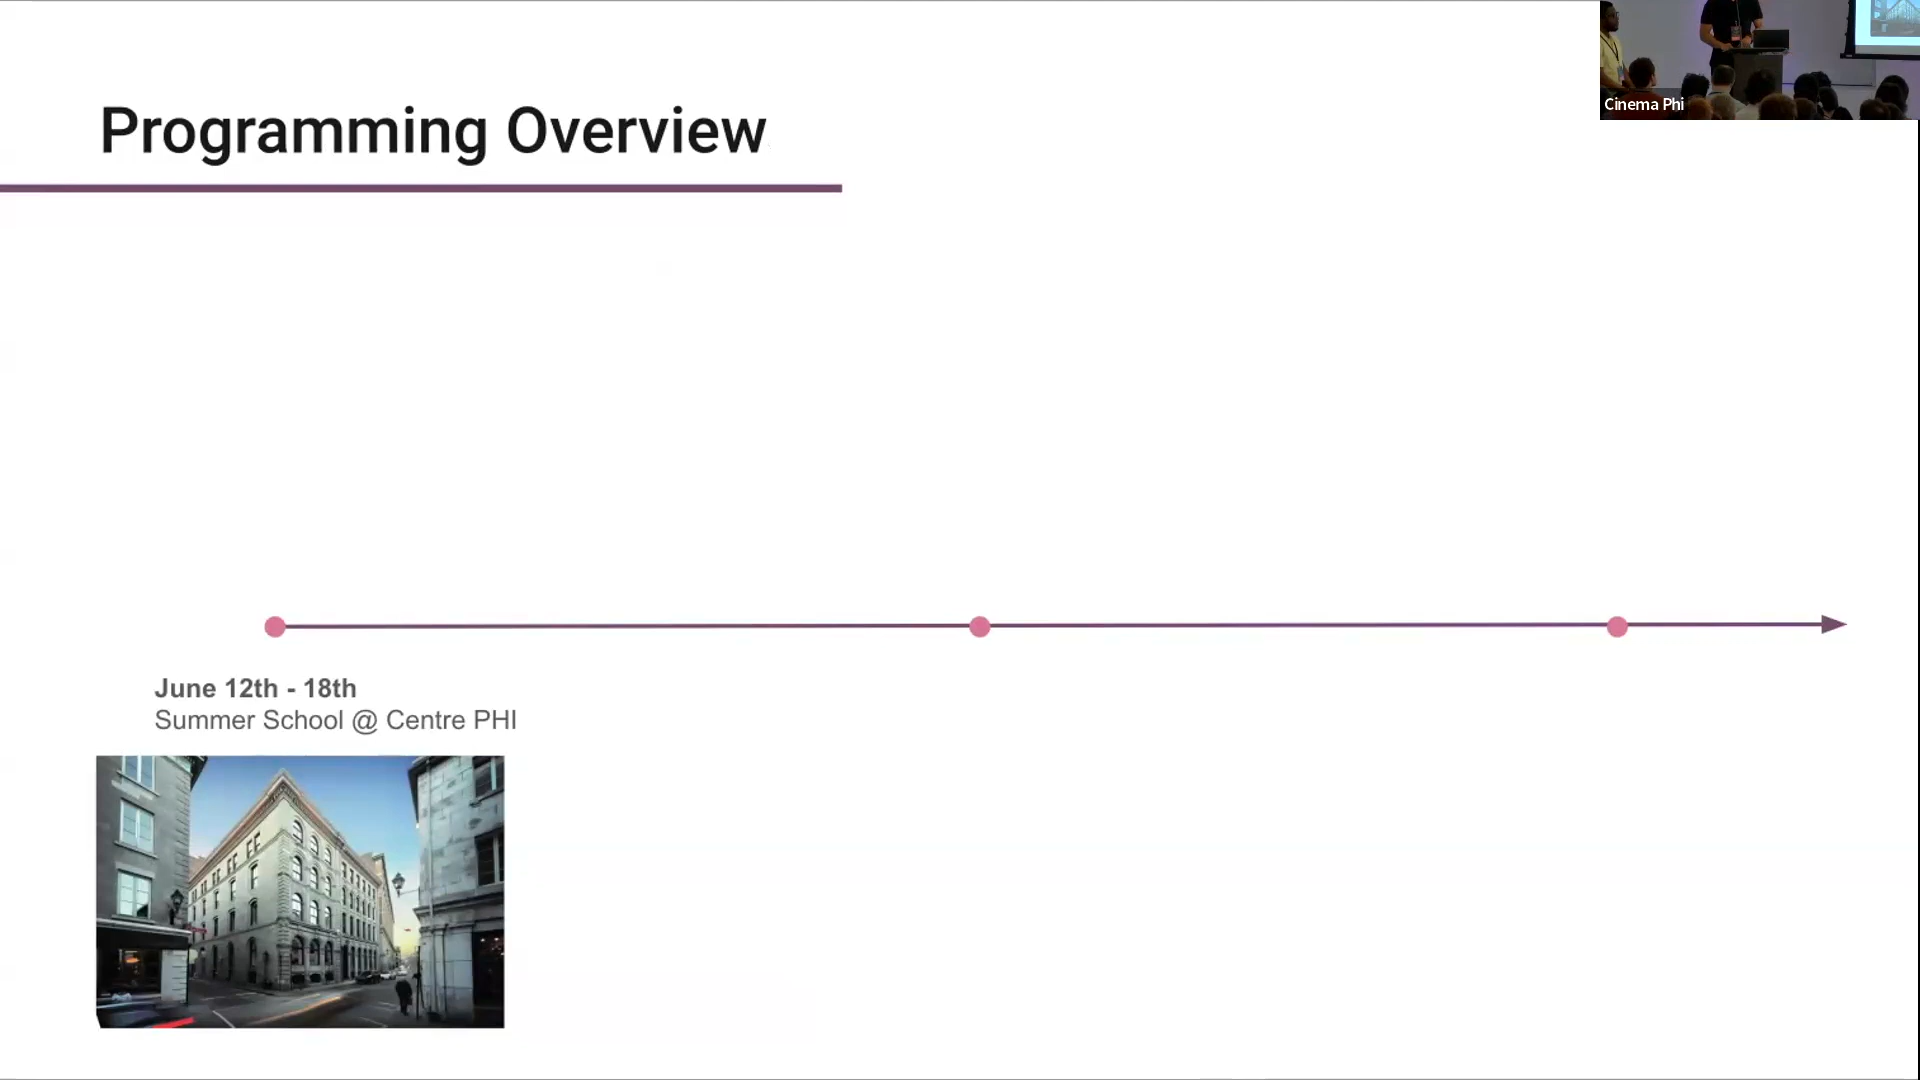 Programming Overview
Cinema Phi
June 12th - 18th
Summer School @ Centre PHI